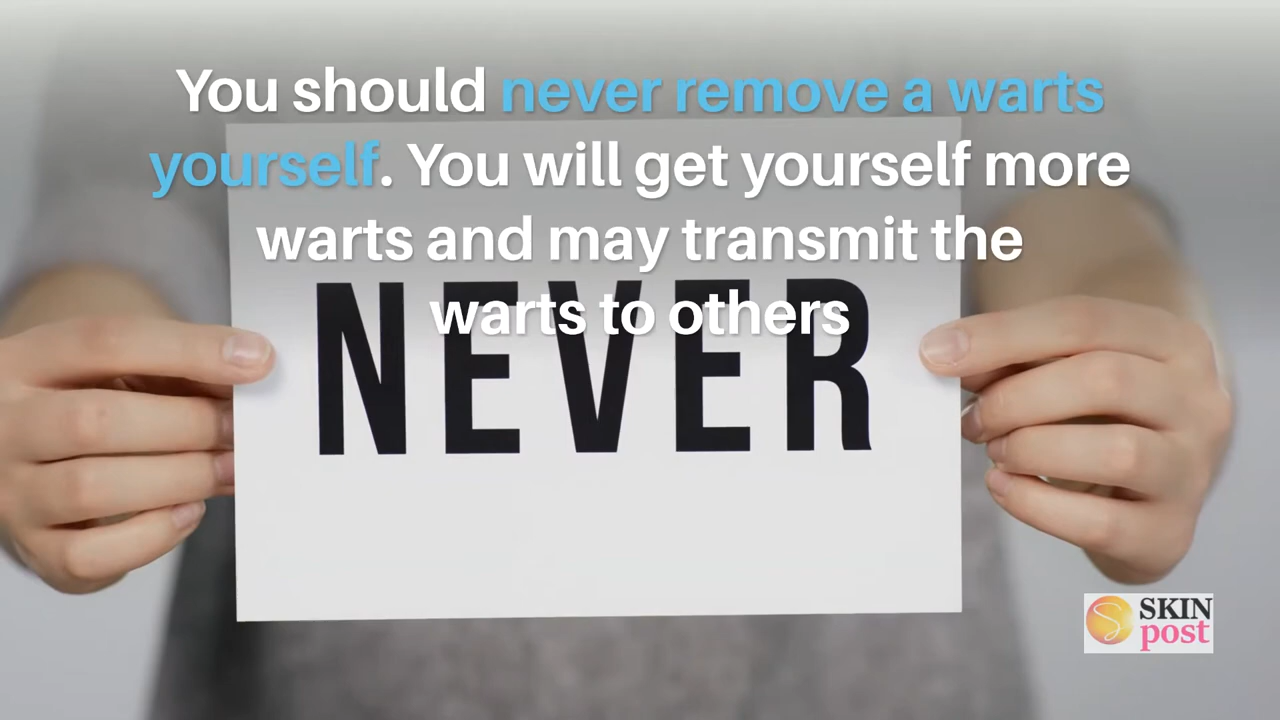 You should never remove a warts
yourself. You will get yourself more
warts and may transmit the
warts to others
NEVER
SKIN
post